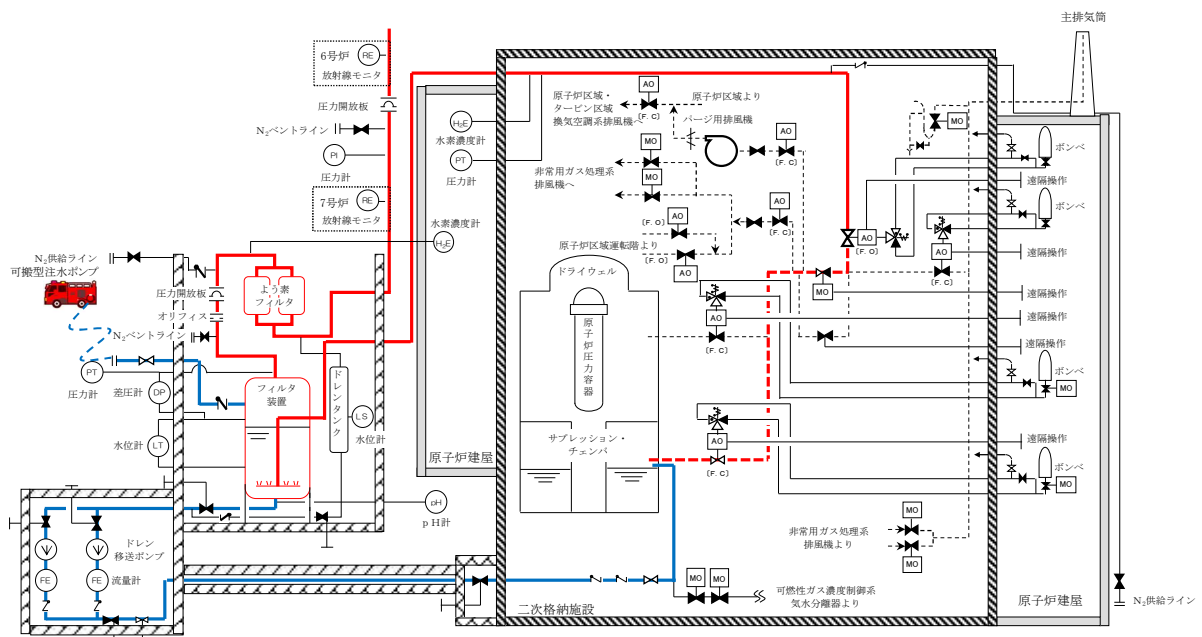 主排気筒
6号炉
放射線モニタ
RE
圧力開放板
N₂ベントライン
PI
圧力計
7号炉
放射線モニタ
RE
H₂E
水素濃度計
PT
圧力計
水素濃度計
H₂E
原子炉建屋
AO
原子炉区域・
タービン区域
換気空調系排風機へ
(F.C)
原子炉区域より
パージ用排風機
MO
AO
(F.C)
非常用ガス処理系
排風機へ
MO
MO
AO
(F.O)
AO
(F.C)
原子炉区域運転階より
(F.O)
AO
AO
(F.O)
AO
(F.C)
MO
ボンベ
遠隔操作
ボンベ
遠隔操作
遠隔操作
遠隔操作
遠隔操作
ボンベ
MO
遠隔操作
ボンベ
MO
ドライウェル
原子炉圧力容器
サプレッション・
チェンバ
AO
(F.C)
AO
(F.C)
N₂供給ライン
可搬型注水ポンプ
圧力開放板
オリフィス
よう素
フィルタ
N₂ベントライン
PT
圧力計
差圧計
DP
フィルタ
装置
ドレンタンク
LS
水位計
水位計
LT
pH
pH計
ドレン
移送ポンプ
FE
FE
流量計
非常用ガス処理系
排風機より
MO
MO
MO
MO
可燃性ガス濃度制御系
気水分離器より
二次格納施設
原子炉建屋
N₂供給ライン